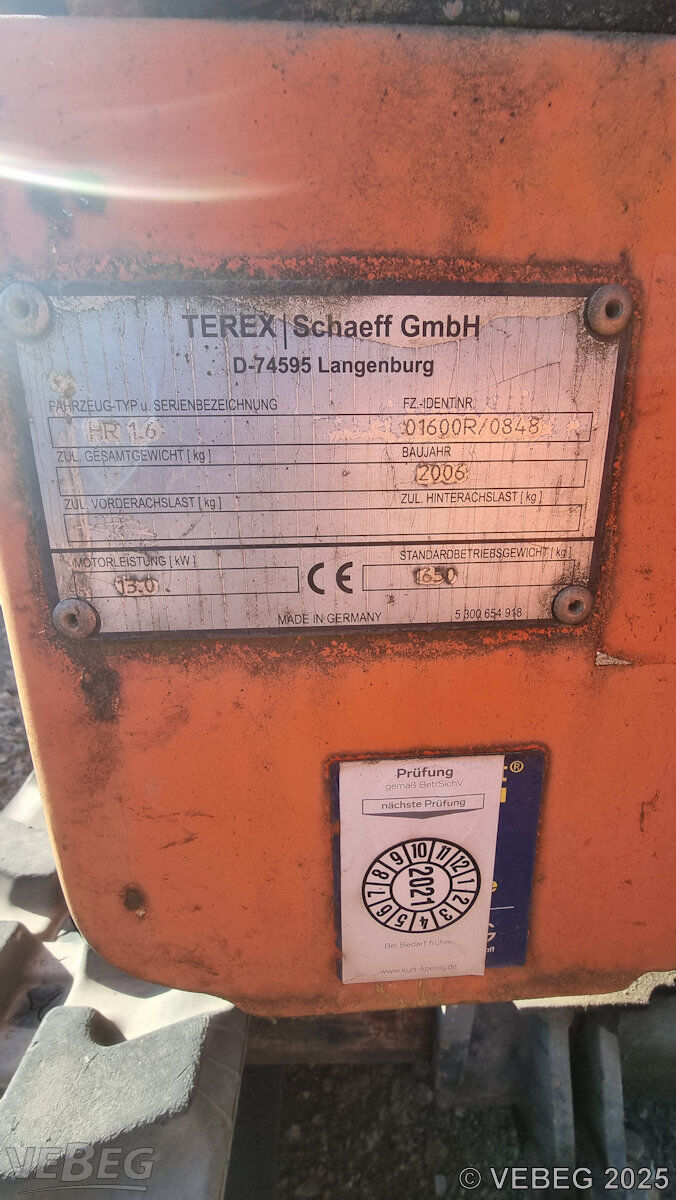 TEREX | Schaeff GmbH
D-74595 Langenburg
FAHRZEUG-TYP u. SERIENBEZEICHNUNG FZ.-IDENT.NR.
HR 1.6 01600R/0848
ZUL. GESAMTGEWICHT [ kg ] BAUJAHR
2006
ZUL. VORDERACHSLAST [ kg ] ZUL. HINTERACHSLAST [ kg ]
MOTORLEISTUNG [ kW ] STANDARDBETRIEBSGEWICHT [ kg ]
13.0 CE 1650
MADE IN GERMANY 5 300 654 918
Prüfung
gemäß BetrSichV
nächste Prüfung
1 2 3 4 5 6 7 8 9 10 11 12
2021
Bei Bedarf früher.
www.kurt-koenig.de
®
VEBEG
© VEBEG 2025